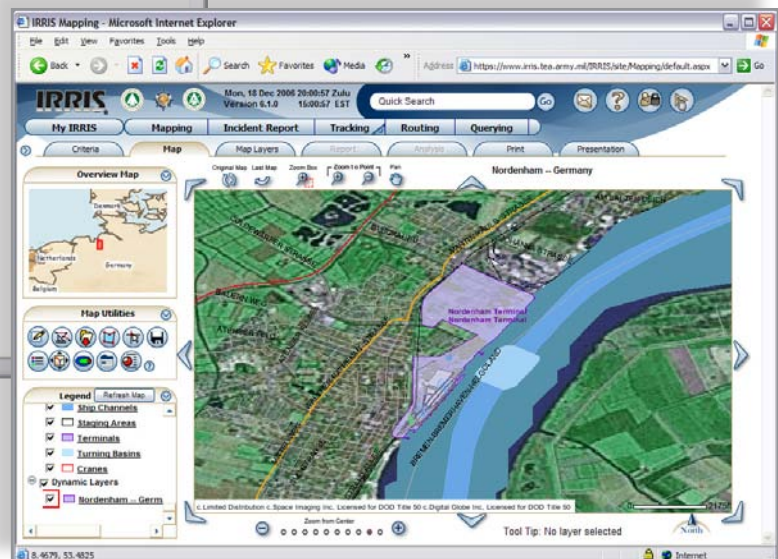 IRRIS Mapping - Microsoft Internet Explorer
File Edit View Favorites Tools Help
Back Search Favorites Media » Address https://www.irris.tea.army.mil/IRRIS/site/Mapping/default.aspx Go
IRRIS Mon, 18 Dec 2006 20:00:57 Zulu
Version 6.1.0 15:00:57 EST
Quick Search Go
My IRRIS Mapping Incident Report Tracking Routing Querying
Criteria Map Map Layers Report Analysis Print Presentation
Original Map Last Map Zoom Box Zoom to Point Pan
Nordenham -- Germany
Overview Map
Denmark
Netherlands
Germany
Belgium
Map Utilities
Legend Refresh Map
Ship Channels
Staging Areas
Terminals
Turning Basins
Cranes
Dynamic Layers
Nordenham -- Germ
Nordenham Terminal
Nordenham Terminal
c.Limited Distribution c.Space Imaging Inc. Licensed for DOD Title 50 c.Digital Globe Inc. Licensed for DOD Title 50
Zoom from Center
Tool Tip: No layer selected
North
8.4679, 53.4825
Internet